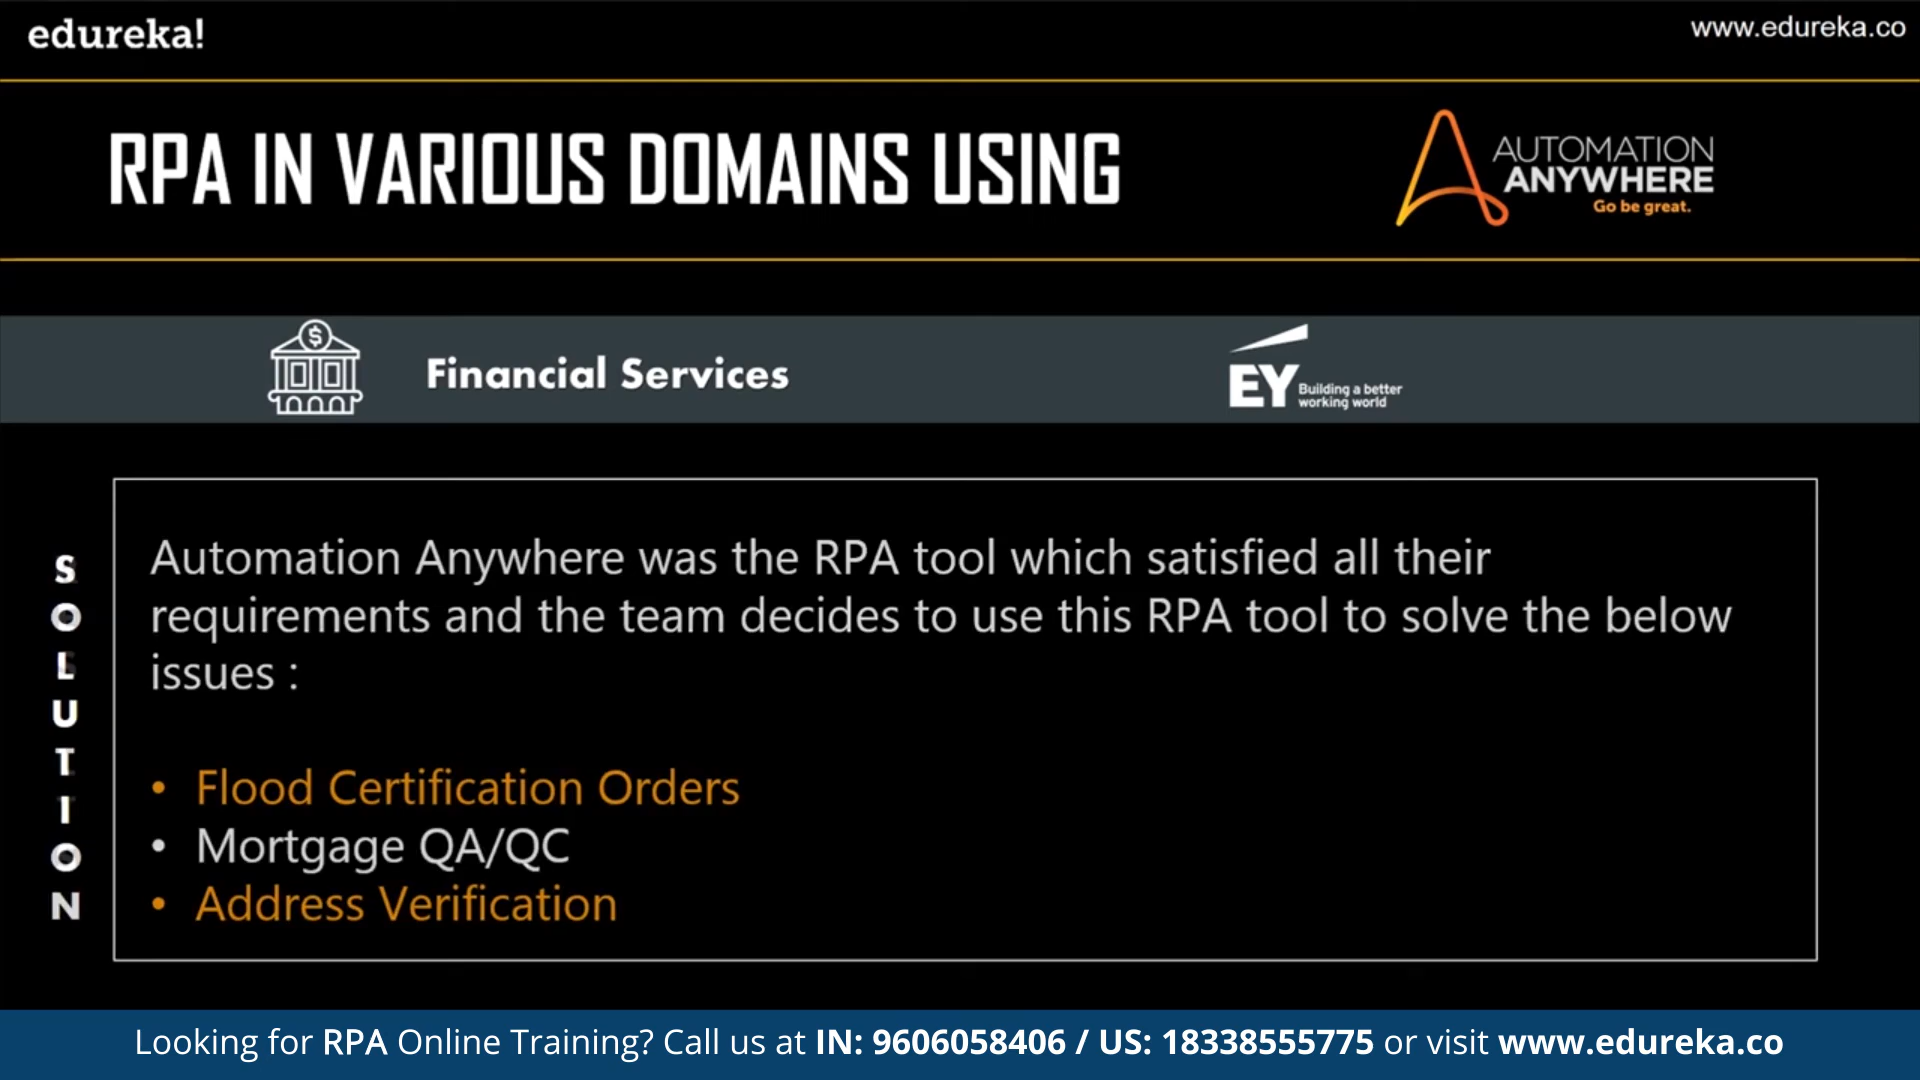 edureka!
www.edureka.co
RPA IN VARIOUS DOMAINS USING
AUTOMATION
ANYWHERE
Go be great.
$
Financial Services
EY
Building a better
working world
SOLUTION
Automation Anywhere was the RPA tool which satisfied all their
requirements and the team decides to use this RPA tool to solve the below
issues :
• Flood Certification Orders
• Mortgage QA/QC
• Address Verification
Looking for RPA Online Training? Call us at IN: 9606058406 / US: 18338555775 or visit www.edureka.co